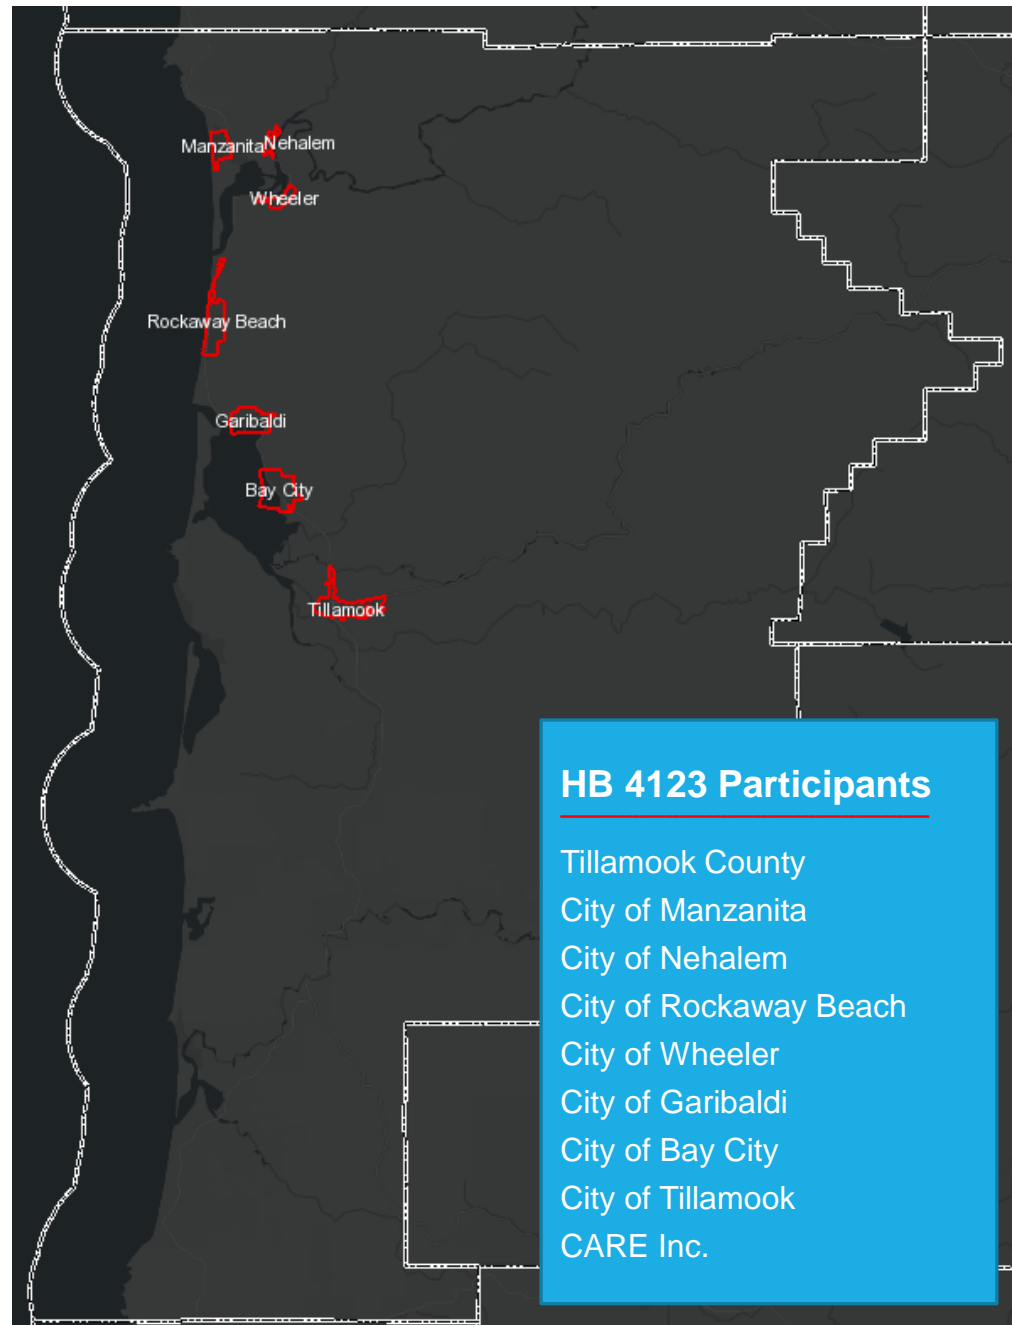 Manzanita
Nehalem
Wheeler
Rockaway Beach
Garibaldi
Bay City
Tillamook
HB 4123 Participants
Tillamook County
City of Manzanita
City of Nehalem
City of Rockaway Beach
City of Wheeler
City of Garibaldi
City of Bay City
City of Tillamook
CARE Inc.